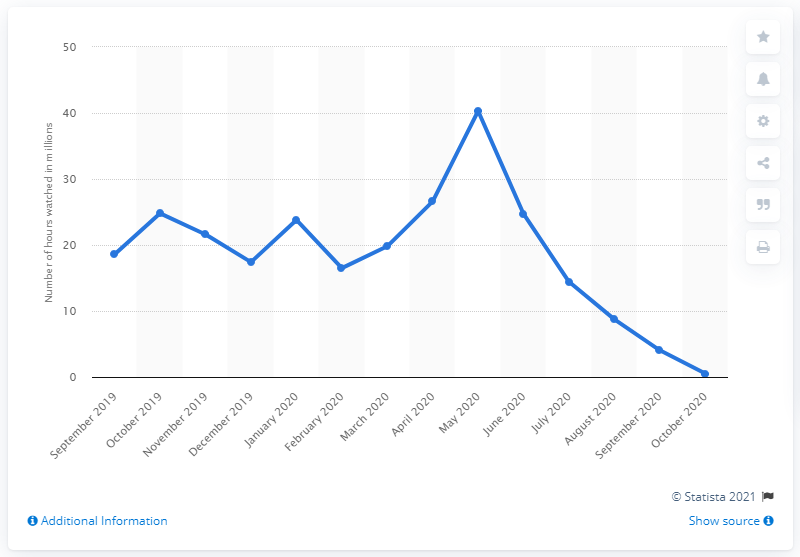 50
40
30
20
10
0
Number of hours watched in millions
September 2019
October 2019
November 2019
December 2019
January 2020
February 2020
March 2020
April 2020
May 2020
June 2020
July 2020
August 2020
September 2020
October 2020
© Statista 2021
Additional Information
Show source